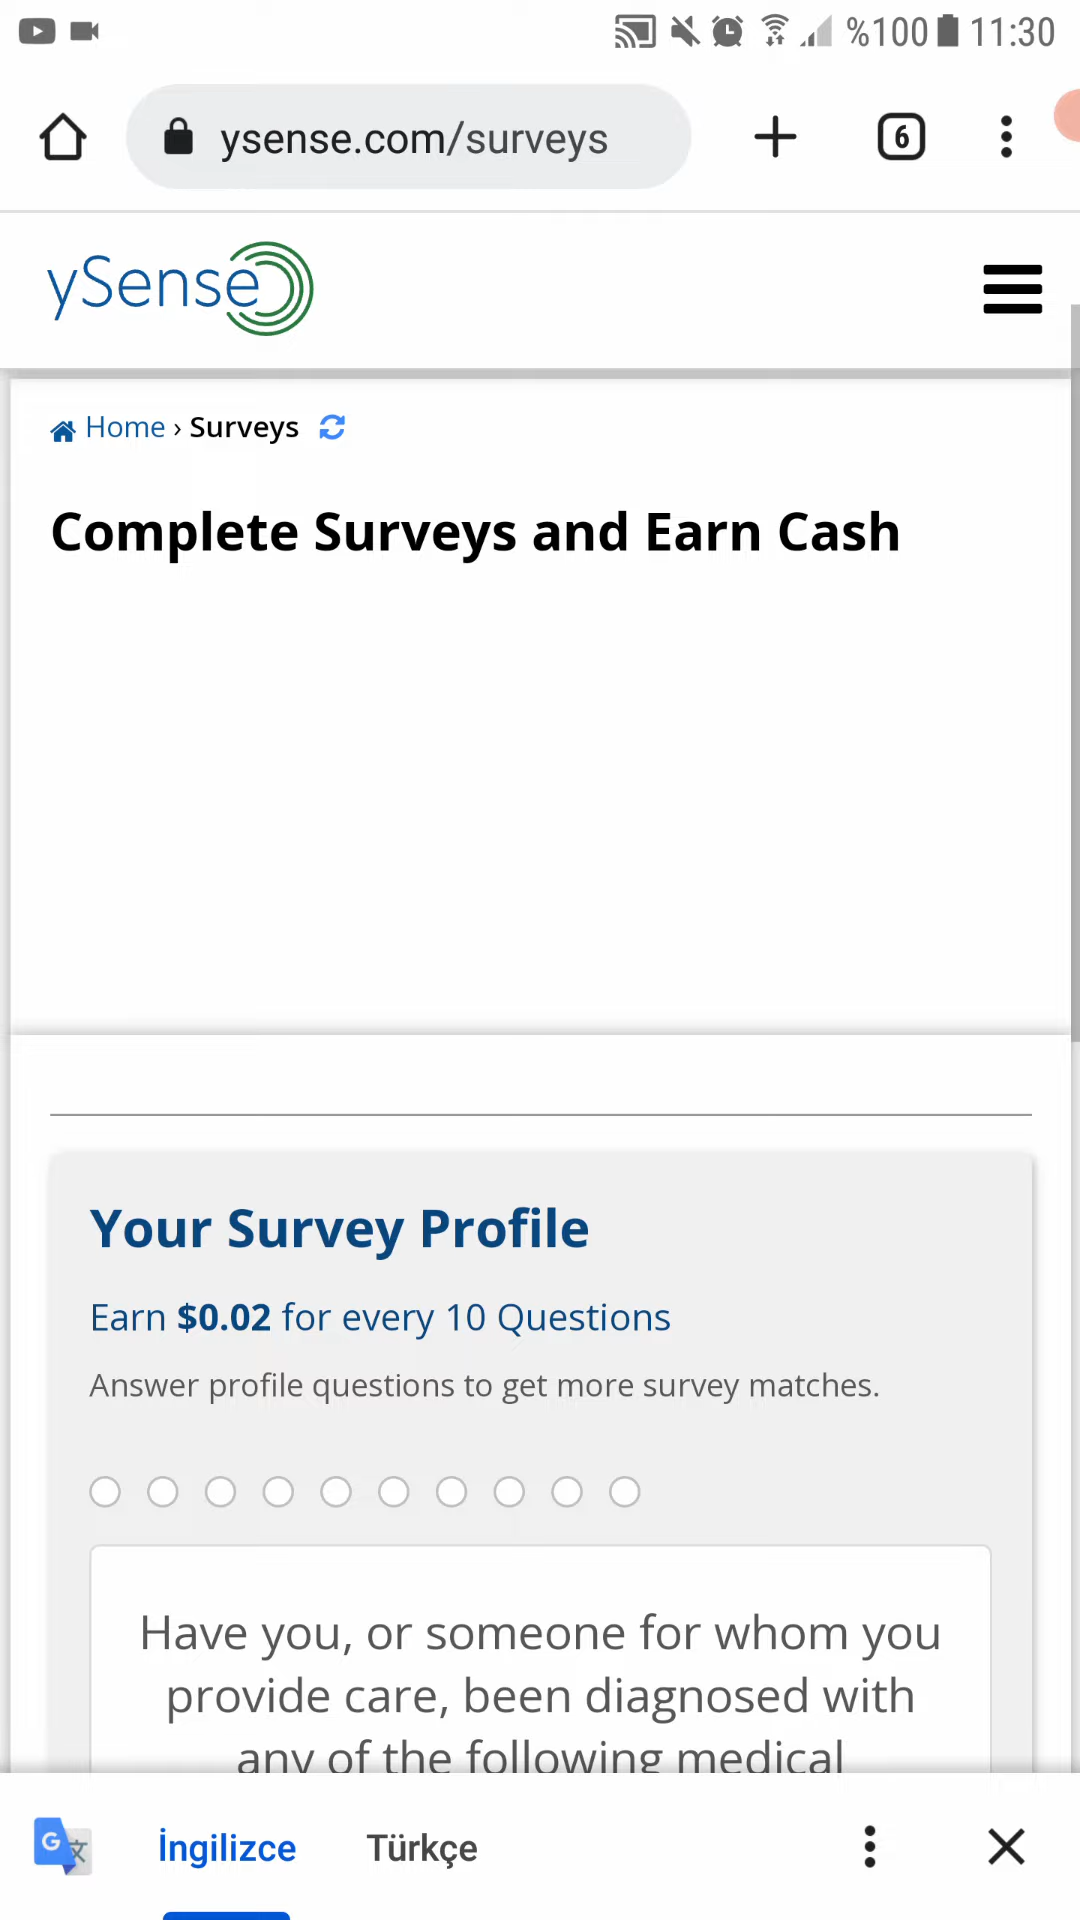 %100 11:30
ysense.com/surveys
6
ySense
Home › Surveys
Complete Surveys and Earn Cash
Your Survey Profile
Earn $0.02 for every 10 Questions
Answer profile questions to get more survey matches.
Have you, or someone for whom you
provide care, been diagnosed with
any of the following medical
G 文 İngilizce Türkçe